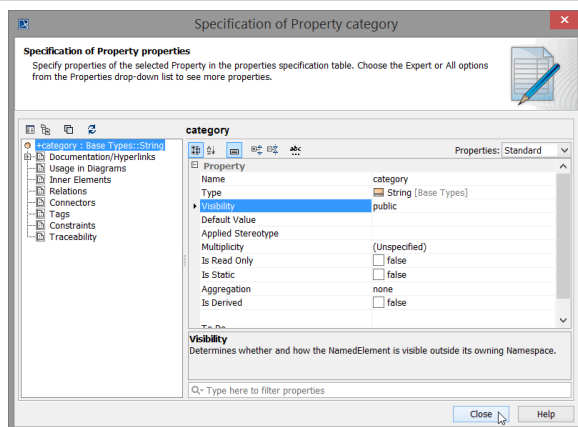 Specification of Property category
Specification of Property properties
Specify properties of the selected Property in the properties specification table. Choose the Expert or All options
from the Properties drop-down list to see more properties.
category
+category : Base Types::String
Documentation/Hyperlinks
Usage in Diagrams
Inner Elements
Relations
Connectors
Tags
Constraints
Traceability
abc
Properties: Standard
Property
Name category
Type String [Base Types]
Visibility public
Default Value
Applied Stereotype
Multiplicity (Unspecified)
Is Read Only false
Is Static false
Aggregation none
Is Derived false
To Do
Visibility
Determines whether and how the NamedElement is visible outside its owning Namespace.
Type here to filter properties
Close Help